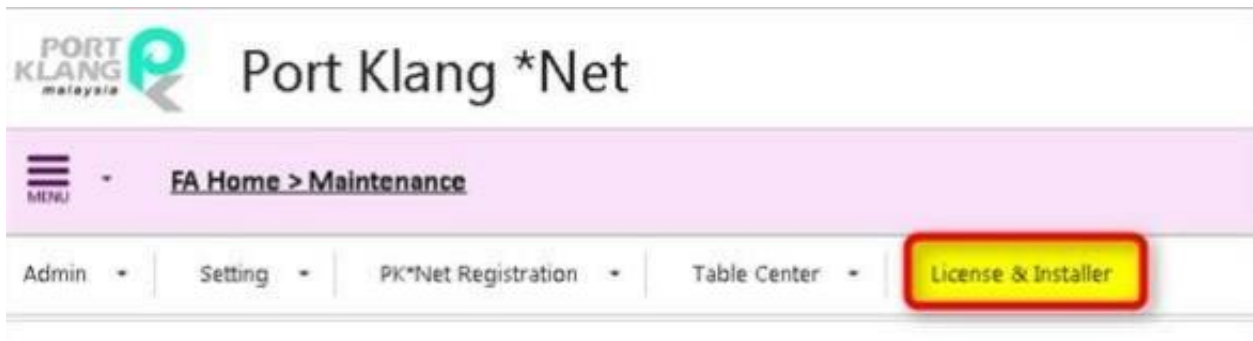 PORT
KLANG
malaysia
Port Klang *Net
MENU
FA Home > Maintenance
Admin
Setting
PK*Net Registration
Table Center
License & Installer